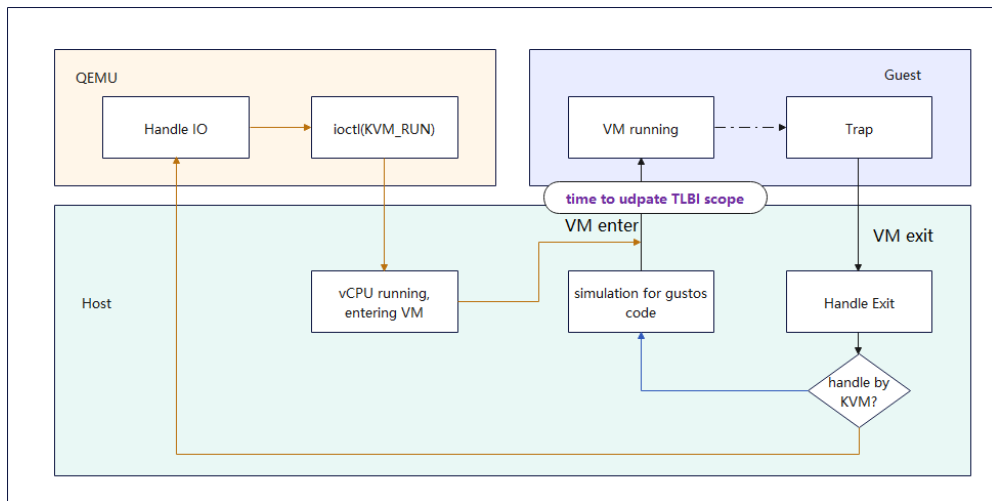 QEMU
Handle IO
ioctl(KVM_RUN)
Guest
VM running
Trap
time to udpate TLBI scope
VM enter
VM exit
Host
vCPU running,
entering VM
simulation for gustos
code
Handle Exit
handle by
KVM?